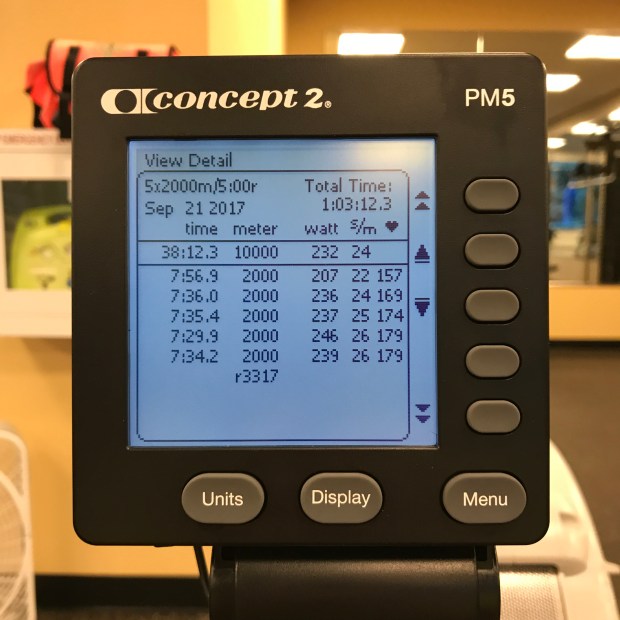 concept 2® PM5
View Detail
5x2000m/5:00r Total Time:
Sep 21 2017 1:03:12.3
time meter watt s/m ♥
38:12.3 10000 232 24
7:56.9 2000 207 22 157
7:36.0 2000 236 24 169
7:35.4 2000 237 25 174
7:29.9 2000 246 26 179
7:34.2 2000 239 26 179
r3317
Units Display Menu